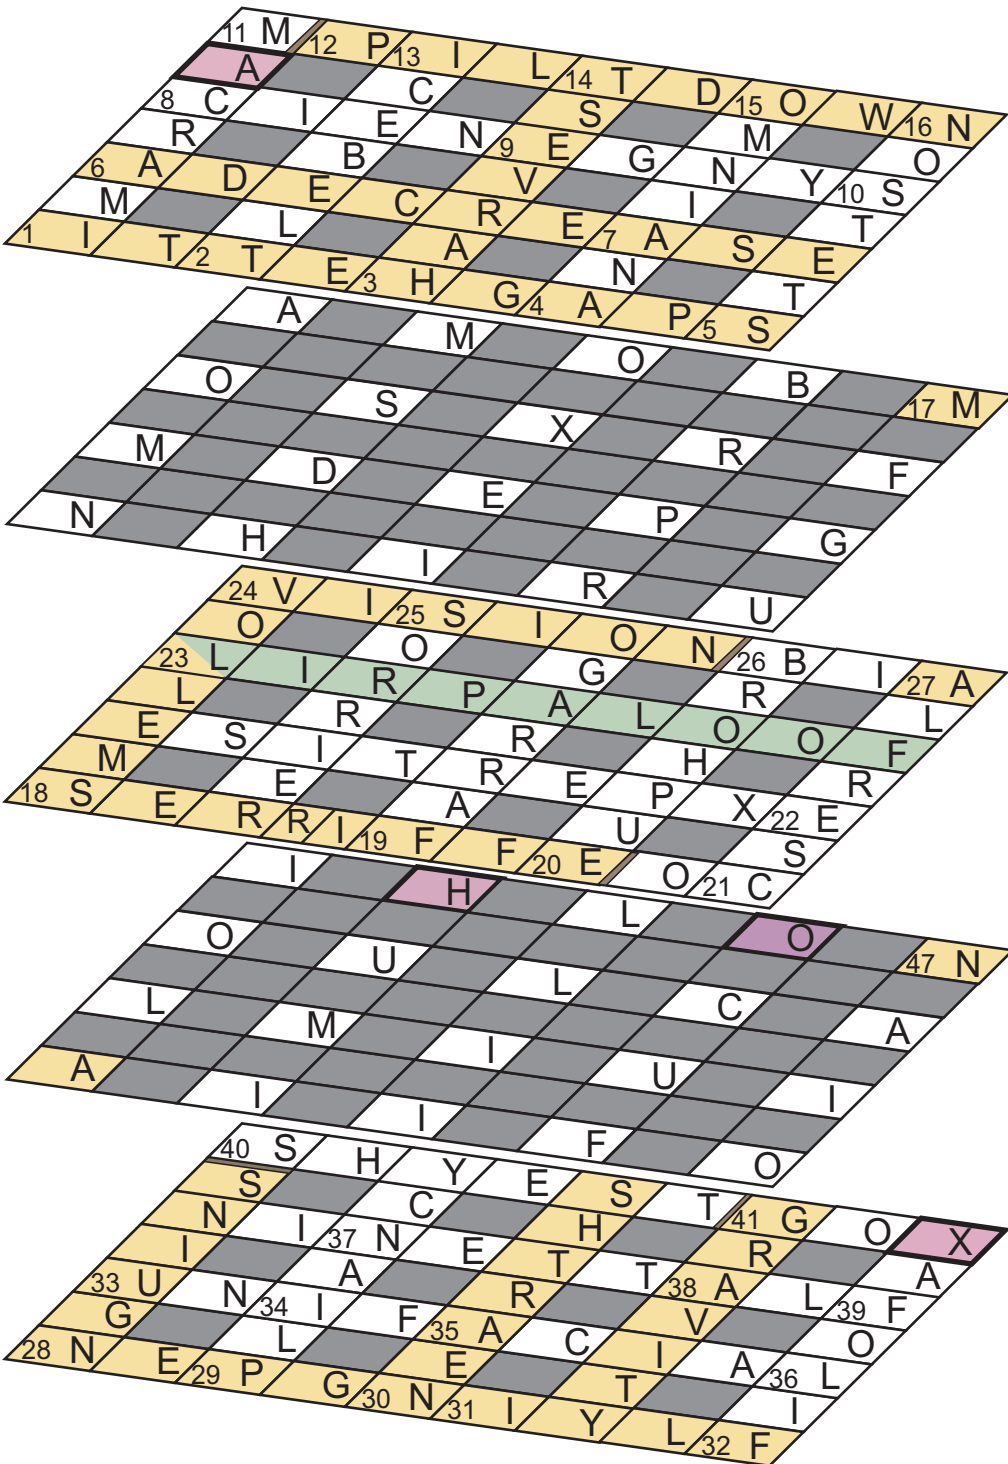 11 M 12 P 13 I L 14 T D 15 O W 16 N
A C S M O
8 C I E N 9 E G N Y 10 S
R B V I T
6 A D E C R E 7 A S E
M L A N T
1 I T 2 T E 3 H G 4 A P 5 S
A M O B 17 M
O S X R F
M D E P G
N H I R U
24 V I 25 S I O N 26 B I 27 A
O O G R L
23 L I R P A L O O F
L R R H R
E S I T R E P X 22 E
M E A U S
18 S E R R I 19 F F 20 E O 21 C
I H L O 47 N
O U L C A
L M I U I
A I I F O
40 S H Y E S T 41 G O X
S C H R A
N I 37 N E T T 38 A L 39 F
I A R V O
33 U N 34 I F 35 A C I A 36 L
G L E T I
28 N E 29 P G 30 N 31 I Y L 32 F